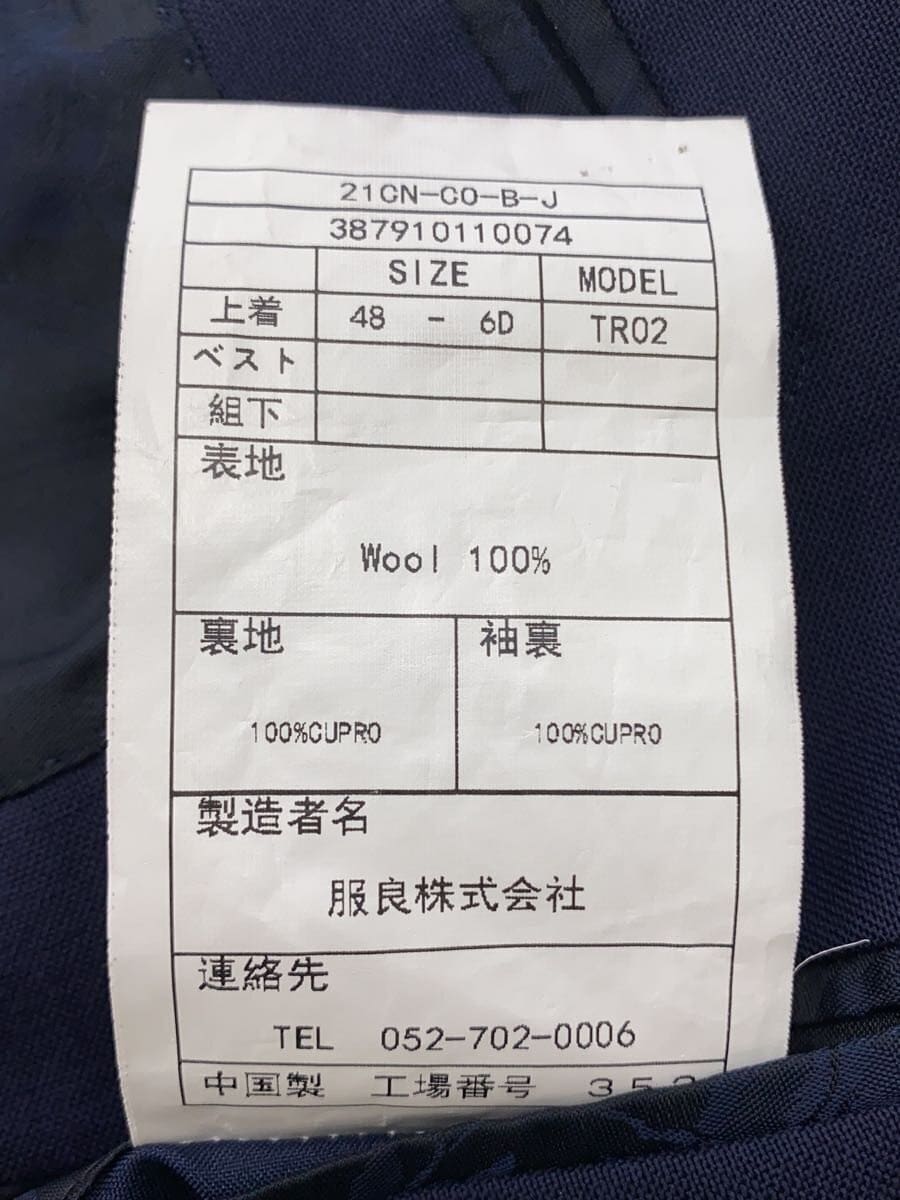 21CN-CO-B-J
387910110074
SIZE MODEL
上着 48 - 6D TR02
ベスト
組下
表地
Wool 100%
裏地 袖裏
100%CUPRO 100%CUPRO
製造者名
服良株式会社
連絡先
TEL 052-702-0006
中国製 工場番号